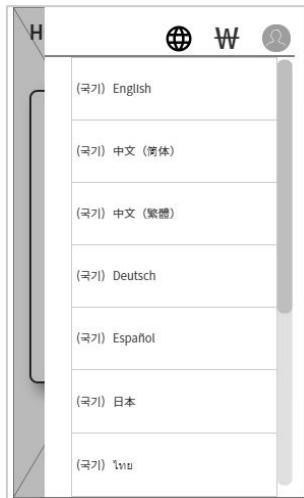 H
₩
(국기) English
(국기) 中文（简体）
(국기) 中文（繁體）
(국기) Deutsch
(국기) Español
(국기) 日本
(국기) ไทย